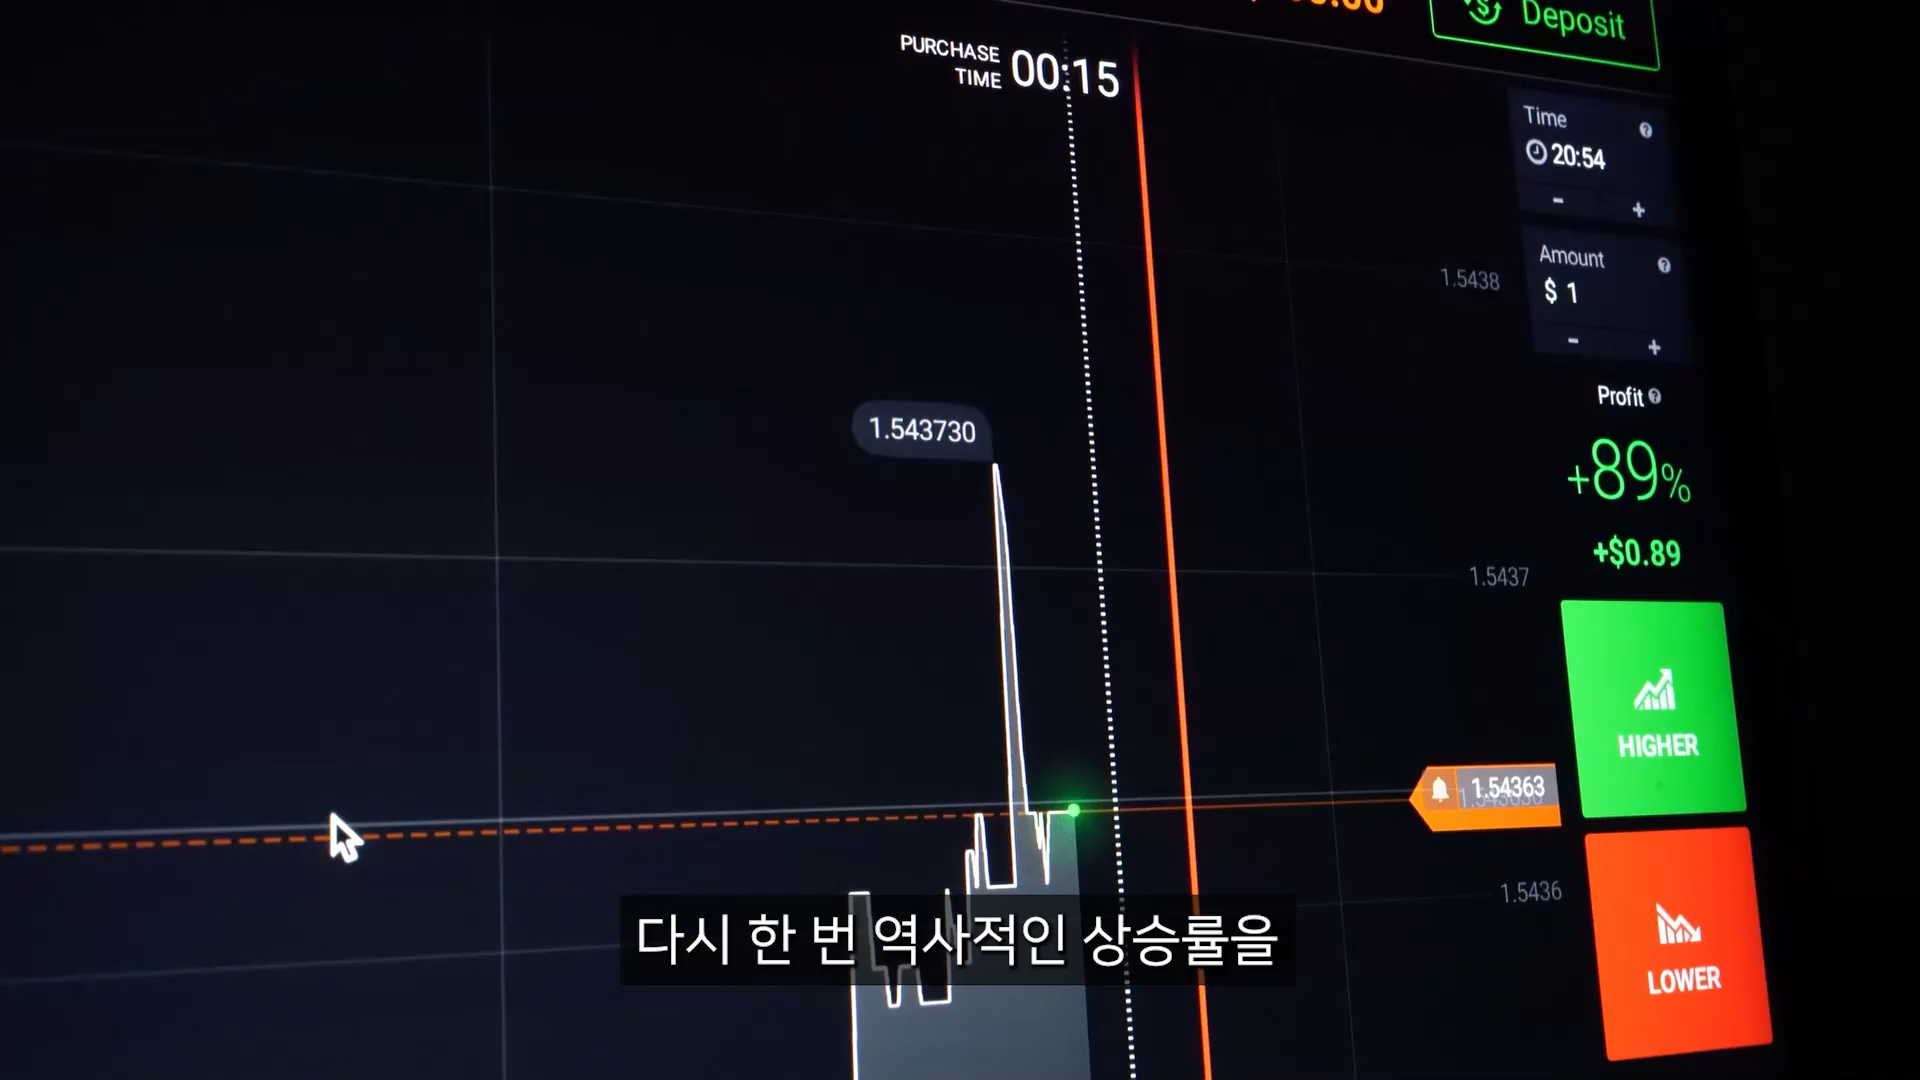 Deposit
PURCHASE
TIME
00:15
Time
20:54
- +
Amount
$ 1
- +
1.5438
Profit
+89%
+$0.89
1.543730
1.5437
HIGHER
1.54363
1.5436
LOWER
다시 한 번 역사적인 상승률을